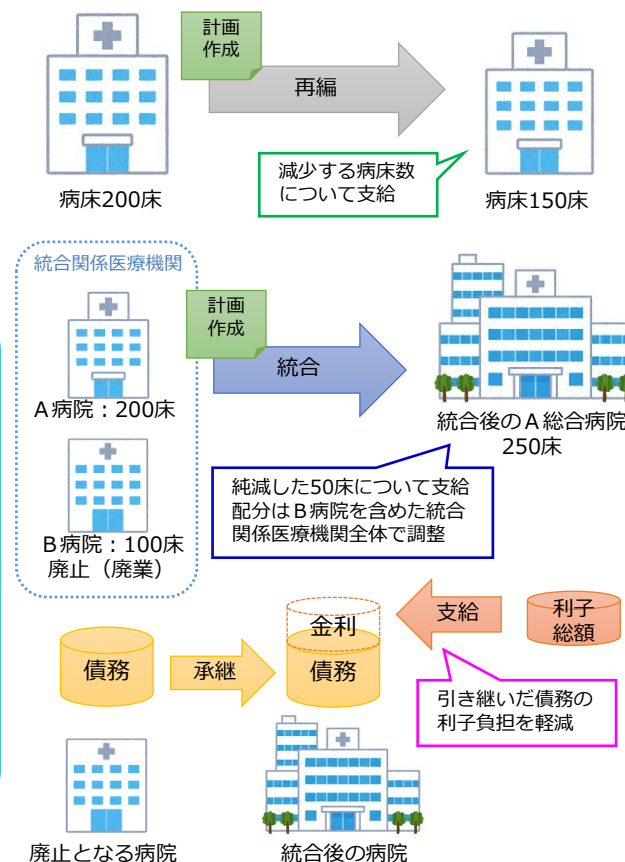 計画
作成
再編
減少する病床数
について支給
病床200床
病床150床
統合関係医療機関
計画
作成
統合
A病院：200床
統合後のA総合病院
250床
純減した50床について支給
配分はB病院を含めた統合
関係医療機関全体で調整
B病院：100床
廃止（廃業）
債務
承継
金利
債務
支給
利子
総額
引き継いだ債務の
利子負担を軽減
廃止となる病院
統合後の病院